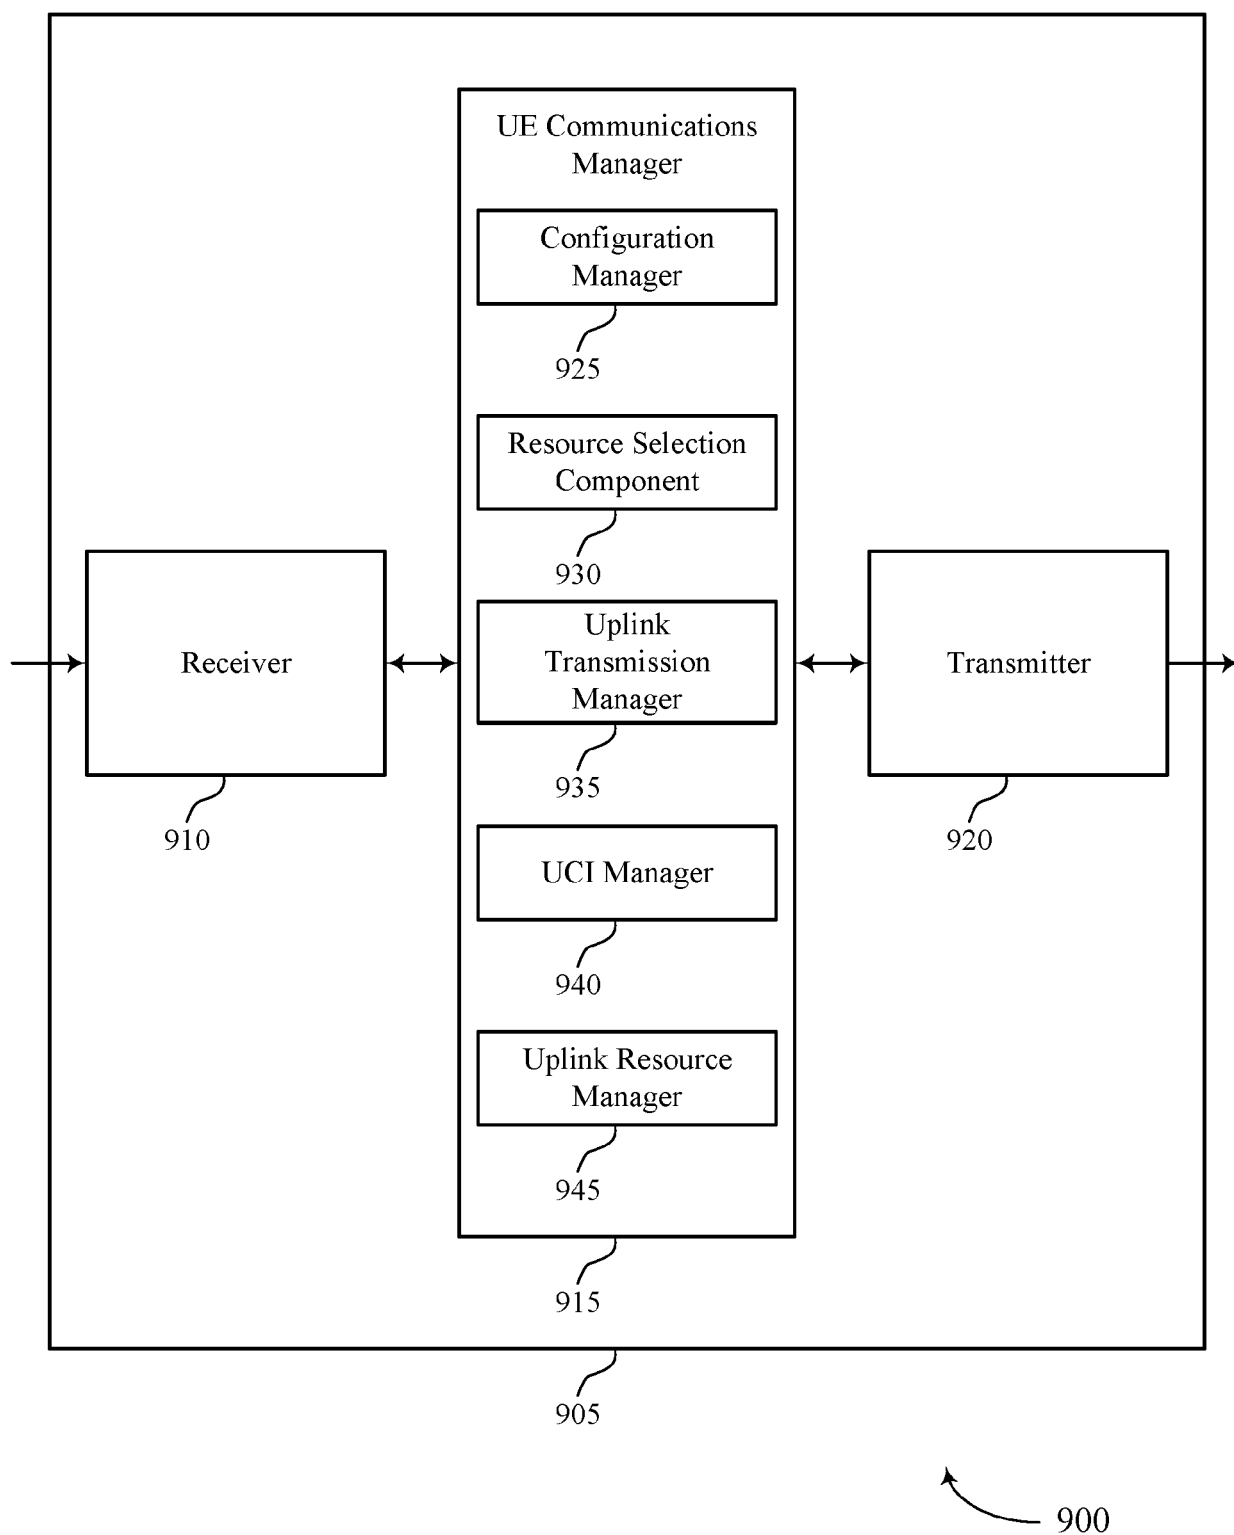 UE Communications
Manager
Configuration
Manager
925
Resource Selection
Component
930
Receiver
910
Uplink
Transmission
Manager
935
Transmitter
920
UCI Manager
940
Uplink Resource
Manager
945
915
905
900